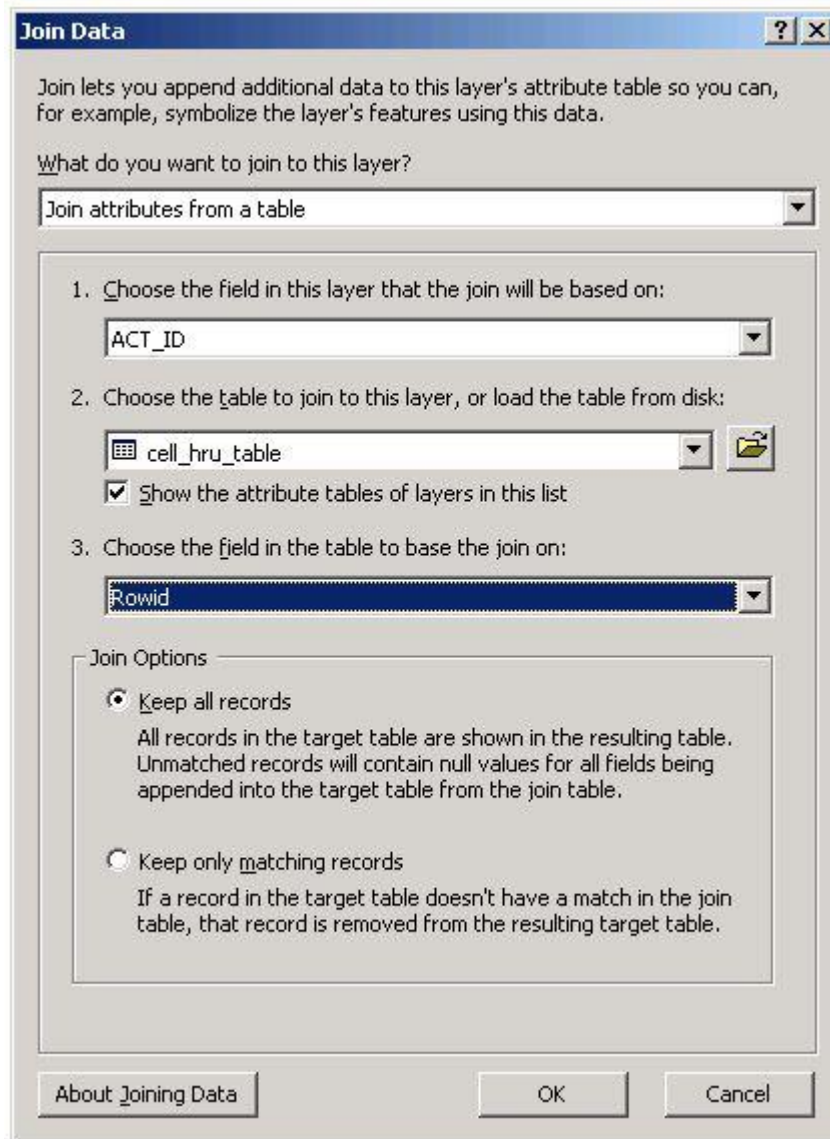 Join Data
Join lets you append additional data to this layer's attribute table so you can,
for example, symbolize the layer's features using this data.
What do you want to join to this layer?
Join attributes from a table
1. Choose the field in this layer that the join will be based on:
ACT_ID
2. Choose the table to join to this layer, or load the table from disk:
cell_hru_table
Show the attribute tables of layers in this list
3. Choose the field in the table to base the join on:
Rowid
Join Options
Keep all records
All records in the target table are shown in the resulting table.
Unmatched records will contain null values for all fields being
appended into the target table from the join table.
Keep only matching records
If a record in the target table doesn't have a match in the join
table, that record is removed from the resulting target table.
About Joining Data
OK
Cancel